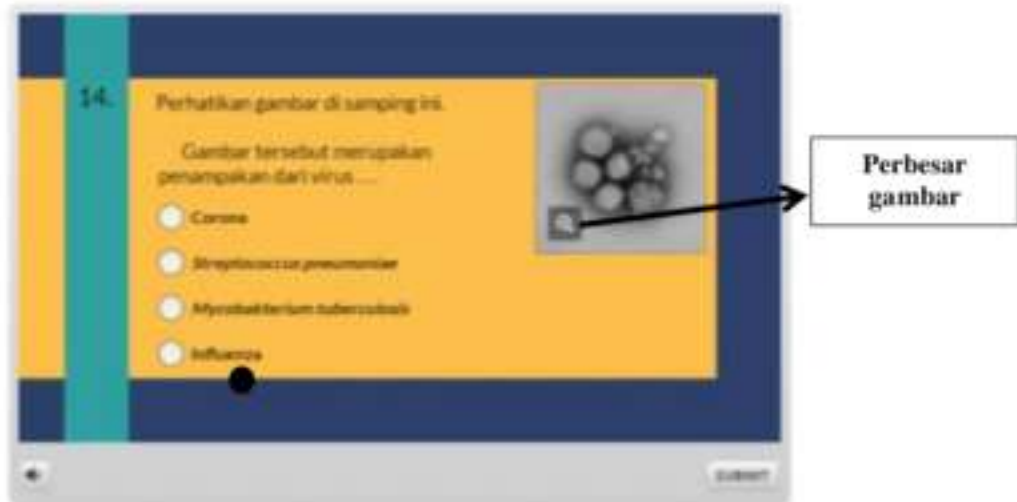 14.
Perhatikan gambar di samping ini.
Gambar tersebut merupakan
penampakan dari virus ....
Corona
Streptococcus pneumoniae
Mycobakterium tuberculosis
Influenza
SUBMIT
Perbesar
gambar